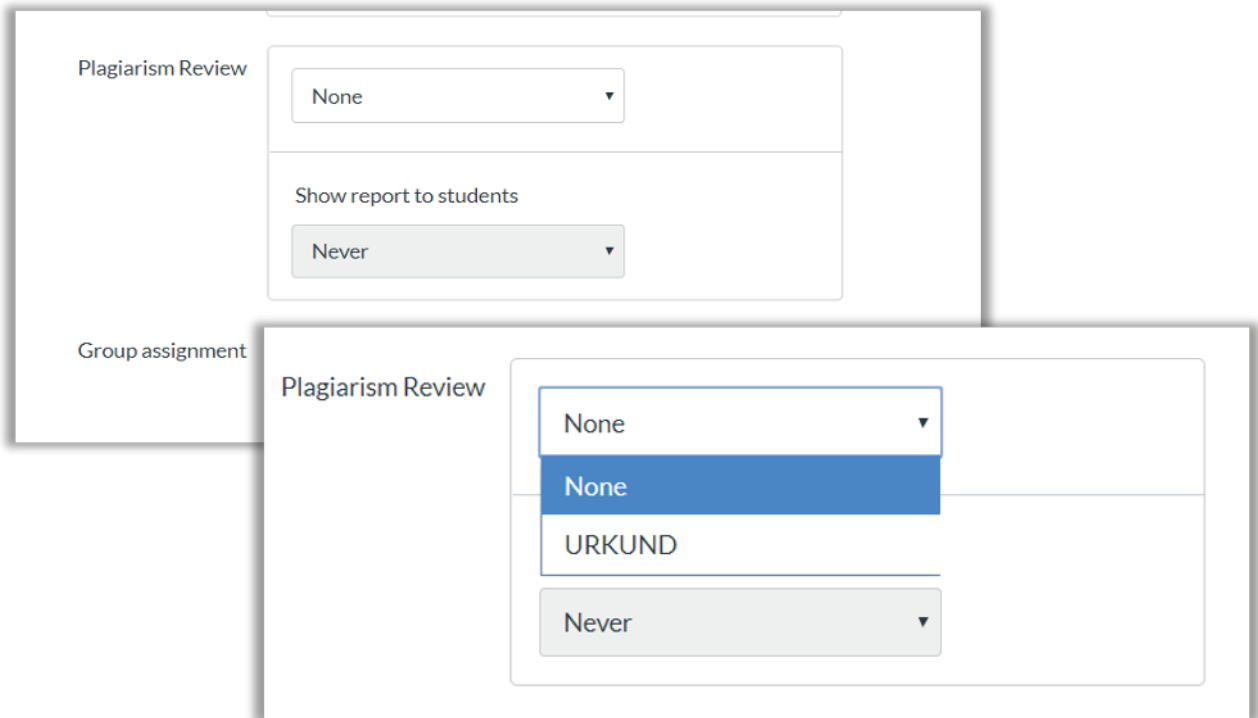 Plagiarism Review
None
Show report to students
Never
Group assignment
Plagiarism Review
None
None
URKUND
Never